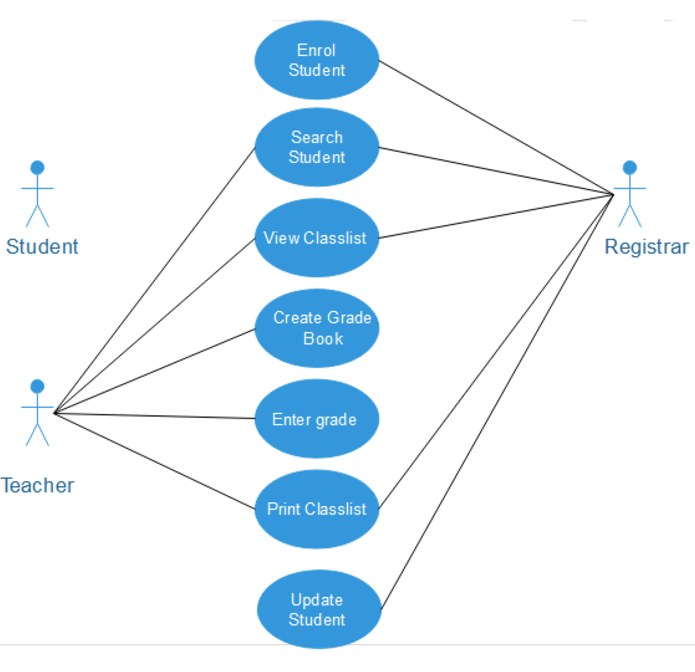 Enrol
Student
Search
Student
Student
Registrar
View Classlist
Create Grade
Book
Enter grade
Teacher
Print Classlist
Update
Student